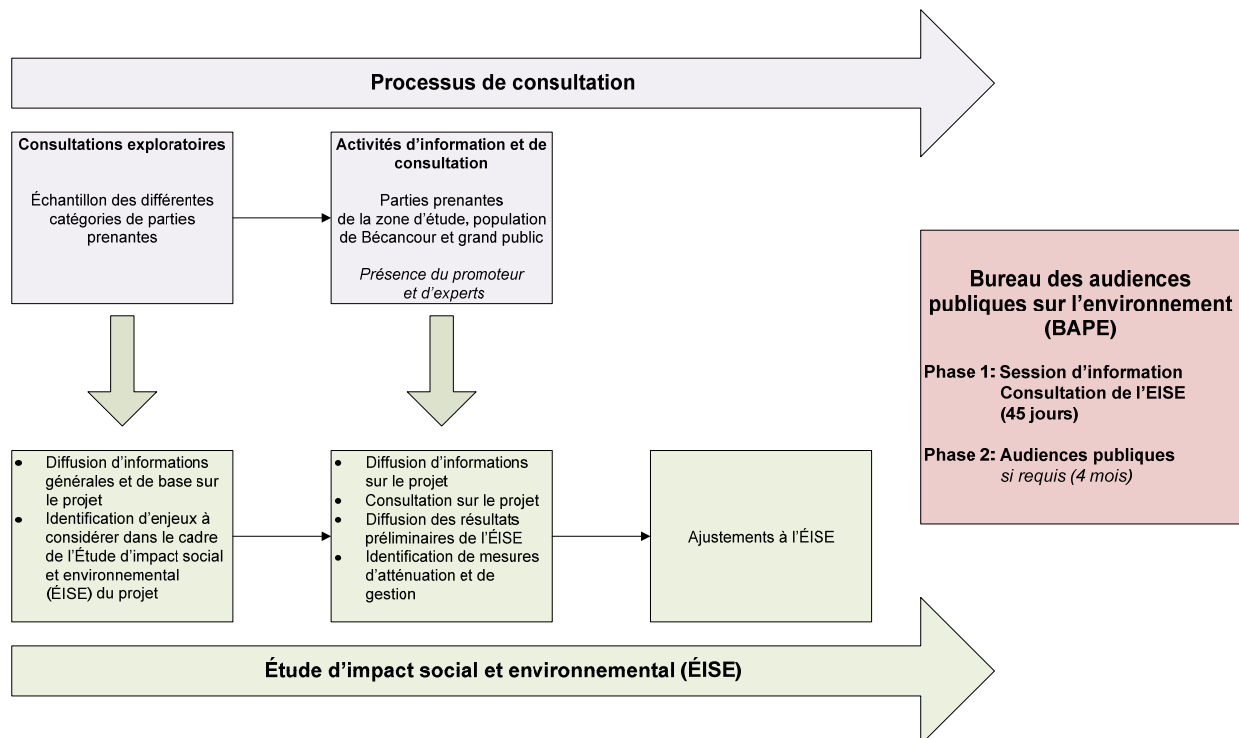 Processus de consultation
Consultations exploratoires
Échantillon des différentes
catégories de parties
prenantes
Activités d'information et de
consultation
Parties prenantes
de la zone d'étude, population
de Bécancour et grand public
Présence du promoteur
et d'experts
• Diffusion d'informations
générales et de base sur
le projet
• Identification d'enjeux à
considérer dans le cadre
de l'Étude d'impact social
et environnemental
(ÉISE) du projet
• Diffusion d'informations
sur le projet
• Consultation sur le projet
• Diffusion des résultats
préliminaires de l'ÉISE
• Identification de mesures
d'atténuation et de
gestion
Ajustements à l'ÉISE
Bureau des audiences
publiques sur l'environnement
(BAPE)
Phase 1: Session d'information
Consultation de l'EISE
(45 jours)
Phase 2: Audiences publiques
si requis (4 mois)
Étude d'impact social et environnemental (ÉISE)